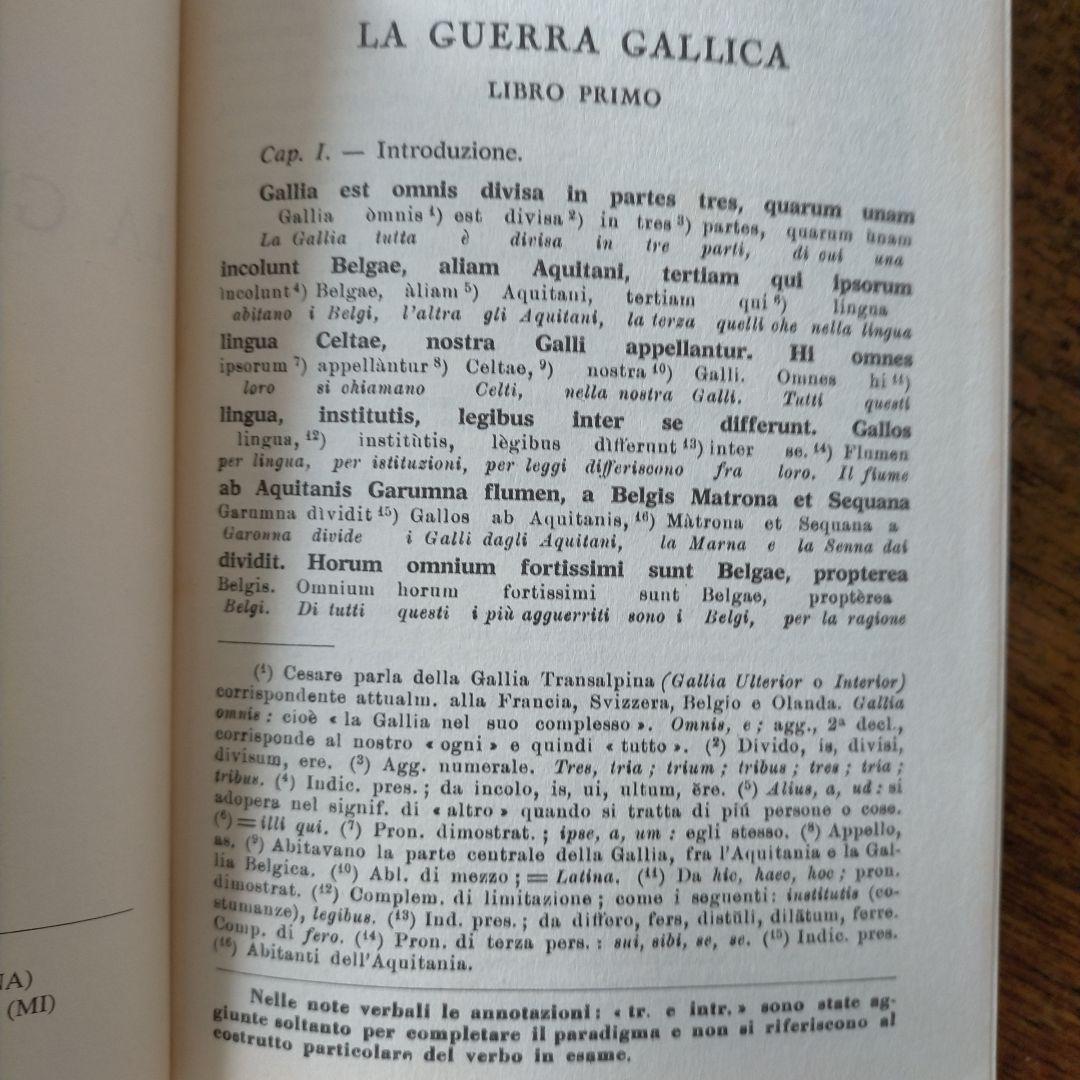 LA GUERRA GALLICA
LIBRO PRIMO
Cap. I. — Introduzione.
Gallia est omnis divisa in partes tres, quarum unam
Gallia òmnis ¹) est divisa ²) in tres ³) partes, quarum ùnam
La Gallia tutta è divisa in tre parti, di cui una
incolunt Belgae, aliam Aquitani, tertiam qui ipsorum
ìncolunt ⁴) Belgae, àliam ⁵) Aquitani, tertiam qui ⁶) lingua
abitano i Belgi, l'altra gli Aquitani, la terza quelli che nella lingua
lingua Celtae, nostra Galli appellantur. Hi omnes
ipsorum ⁷) appellàntur ⁸) Celtae, ⁹) nostra ¹⁰) Galli. Omnes hi ¹¹)
loro si chiamano Celti, nella nostra Galli. Tutti questi
lingua, institutis, legibus inter se differunt. Gallos
lingua, ¹²) institùtis, lègibus dìfferunt ¹³) inter se. ¹⁴) Flumen
per lingua, per istituzioni, per leggi differiscono fra loro. Il fiume
ab Aquitanis Garumna flumen, a Belgis Matrona et Sequana
Garumna dìvidit ¹⁵) Gallos ab Aquitanis, ¹⁶) Màtrona et Sequana a
Garonna divide i Galli dagli Aquitani, la Marna e la Senna dai
dividit. Horum omnium fortissimi sunt Belgae, propterea
Belgis. Omnium horum fortissimi sunt Belgae, proptèrea
Belgi. Di tutti questi i più agguerriti sono i Belgi, per la ragione
(¹) Cesare parla della Gallia Transalpina (Gallia Ulterior o Interior)
corrispondente attualm. alla Francia, Svizzera, Belgio e Olanda. Gallia
omnis: cioè « la Gallia nel suo complesso ». Omnis, e; agg., 2ª decl.,
corrisponde al nostro « ogni » e quindi « tutto ». (²) Divido, is, divisi,
divisum, ere. (³) Agg. numerale. Tres, tria; trium; tribus; tres; tria;
tribus. (⁴) Indic. pres.; da incolo, is, ui, ultum, ĕre. (⁵) Alius, a, ud: si
adopera nel signif. di « altro » quando si tratta di piú persone o cose.
(⁶) = illi qui. (⁷) Pron. dimostrat.; ipse, a, um: egli stesso. (⁸) Appello,
as. (⁹) Abitavano la parte centrale della Gallia, fra l'Aquitania e la Gal-
lia Belgica. (¹⁰) Abl. di mezzo; = Latina. (¹¹) Da hic, haec, hoc; pron.
dimostrat. (¹²) Complem. di limitazione; come i seguenti: institutis (co-
stumanze), legibus. (¹³) Ind. pres.; da differo, fers, distŭli, dilātum, ferre.
Comp. di fero. (¹⁴) Pron. di terza pers.: sui, sibi, se, se. (¹⁵) Indic. pres.
(¹⁶) Abitanti dell'Aquitania.
Nelle note verbali le annotazioni: « tr. e intr. » sono state ag-
giunte soltanto per completare il paradigma e non si riferiscono al
costrutto particolare del verbo in esame.
NA)
(MI)